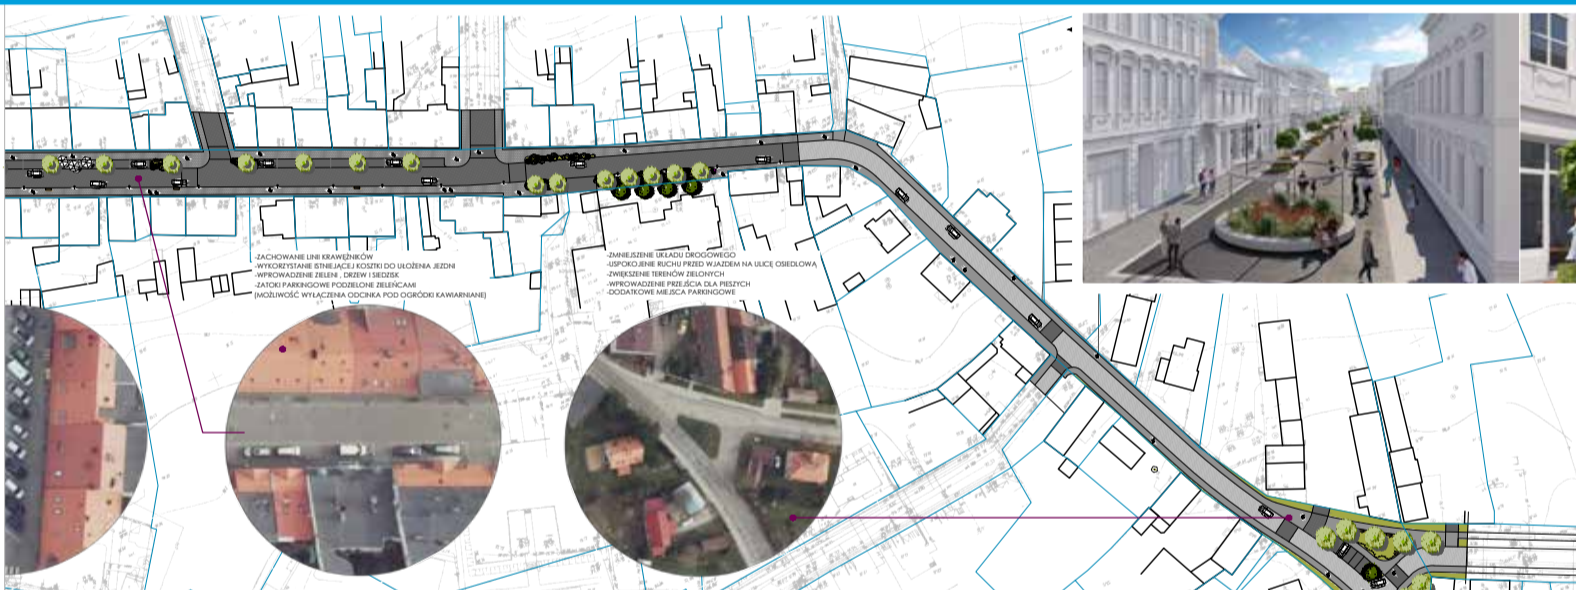 -ZACHOWANIE LINII KRAWĘŻNIKÓW
-WYKORZYSTANIE ISTNIEJĄCEJ KOSTKI DO UŁOŻENIA JEZDNI
-WPROWADZENIE ZIELENI , DRZEW I SIEDZISK
-ZATOKI PARKINGOWE PODZIELONE ZIELEŃCAMI
(MOŻLIWOŚĆ WYŁĄCZENIA ODCINKA POD OGRÓDKI KAWIARNIANE)
-ZMNIEJSZENIE UKŁADU DROGOWEGO
-USPOKOJENIE RUCHU PRZED WJAZDEM NA ULICĘ OSIEDLOWĄ
-ZWIĘKSZENIE TERENÓW ZIELONYCH
-WPROWADZENIE PRZEJŚCIA DLA PIESZYCH
-DODATKOWE MIEJSCA PARKINGOWE